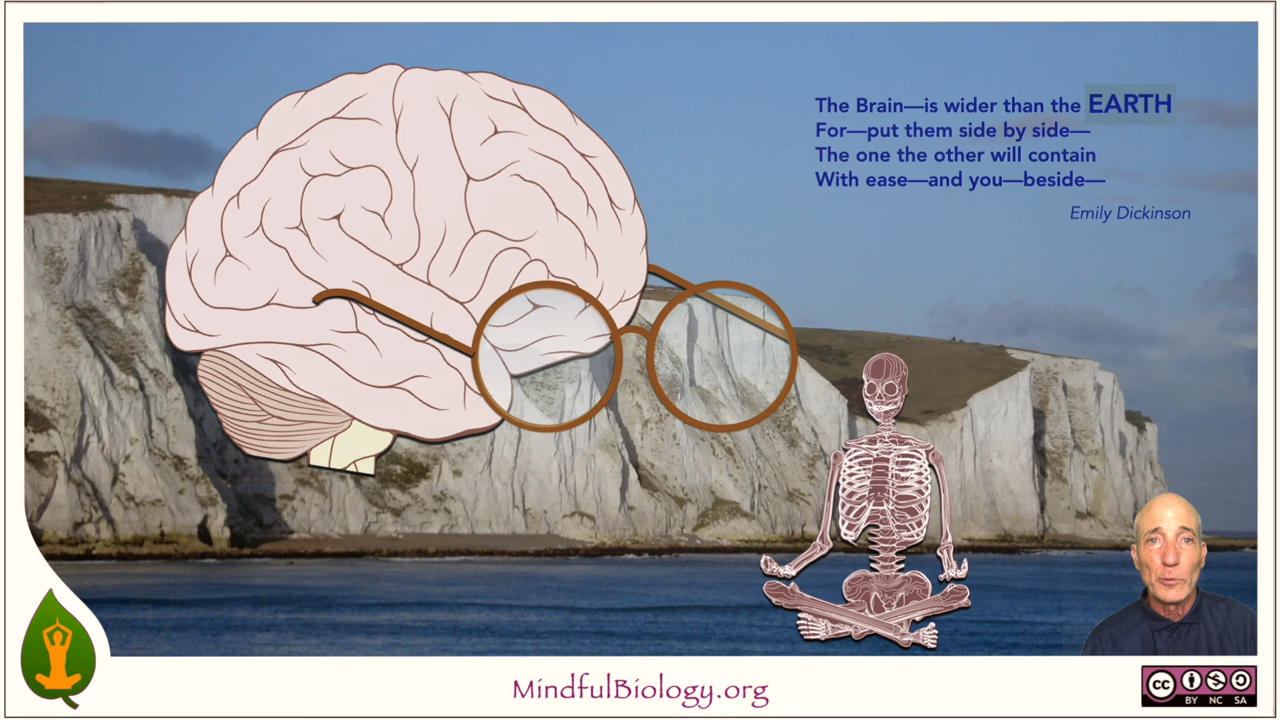 The Brain—is wider than the EARTH
For—put them side by side—
The one the other will contain
With ease—and you—beside—
Emily Dickinson
MindfulBiology.org
cc
BY NC SA